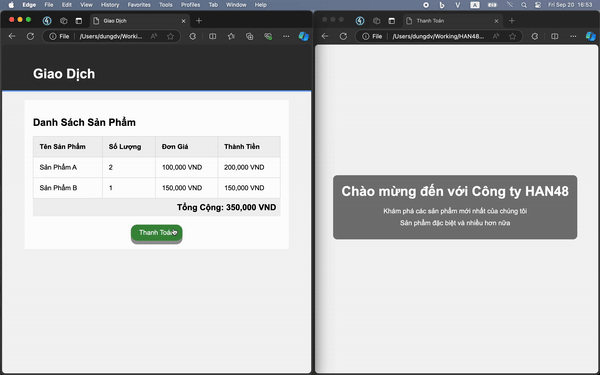 Edge File Edit View History Favorites Tools Profiles Tab Window Help
Fri Sep 20 16:53
Giao Dịch
File /Users/dungdv/Worki...
Giao Dịch
Danh Sách Sản Phẩm
Tên Sản Phẩm Số Lượng Đơn Giá Thành Tiền
Sản Phẩm A 2 100,000 VND 200,000 VND
Sản Phẩm B 1 150,000 VND 150,000 VND
Tổng Cộng: 350,000 VND
Thanh Toán
Thanh Toán
File /Users/dungdv/Working/HAN48...
Chào mừng đến với Công ty HAN48
Khám phá các sản phẩm mới nhất của chúng tôi
Sản phẩm đặc biệt và nhiều hơn nữa